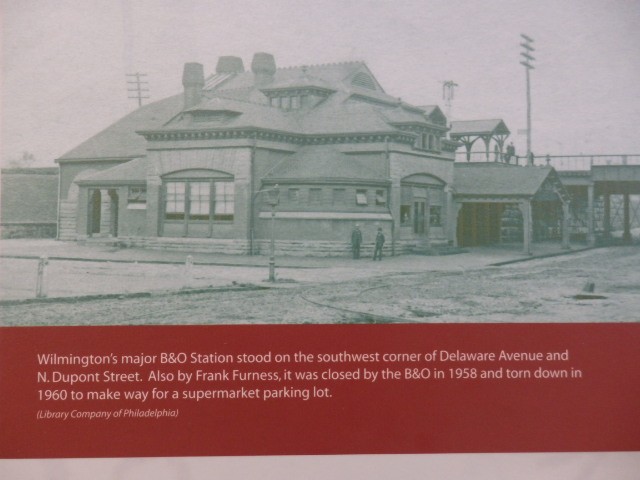 Wilmington's major B&O Station stood on the southwest corner of Delaware Avenue and
N. Dupont Street. Also by Frank Furness, it was closed by the B&O in 1958 and torn down in
1960 to make way for a supermarket parking lot.
(Library Company of Philadelphia)